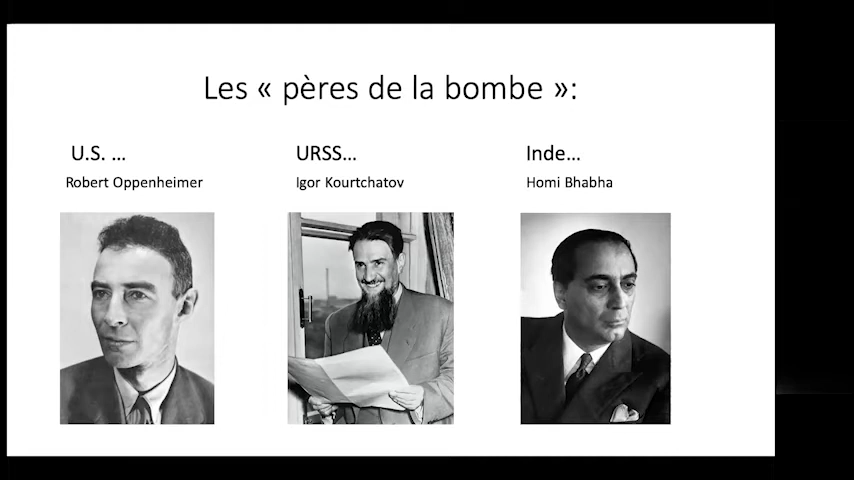 Les « pères de la bombe »:
U.S. ...
URSS...
Inde...
Robert Oppenheimer
Igor Kourtchatov
Homi Bhabha